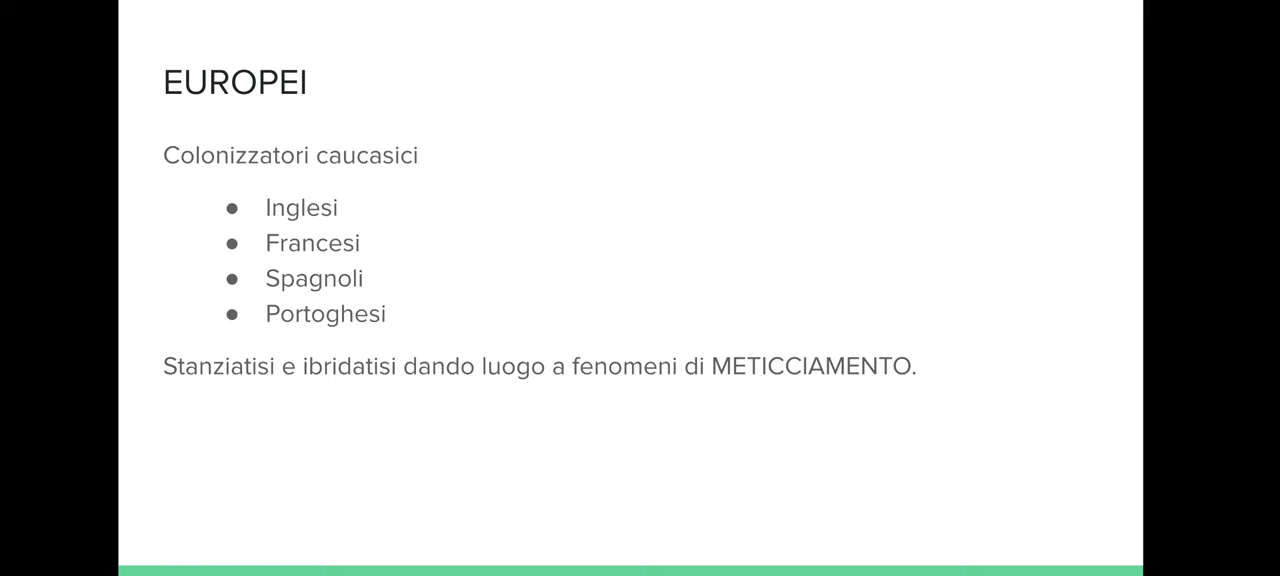 EUROPEI
Colonizzatori caucasici
● Inglesi
● Francesi
● Spagnoli
● Portoghesi
Stanziatisi e ibridatisi dando luogo a fenomeni di METICCIAMENTO.